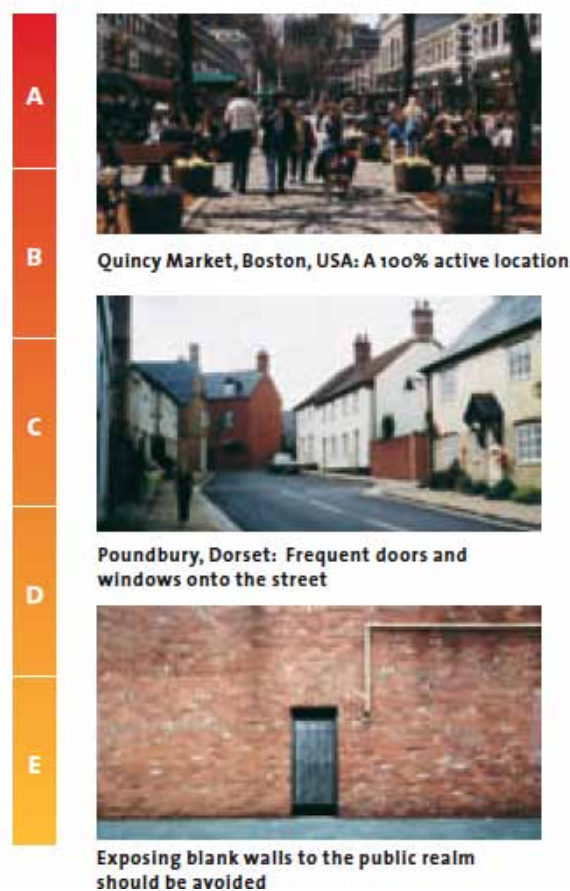 A
Quincy Market, Boston, USA: A 100% active location
B
C
Poundbury, Dorset: Frequent doors and
windows onto the street
D
E
Exposing blank walls to the public realm
should be avoided